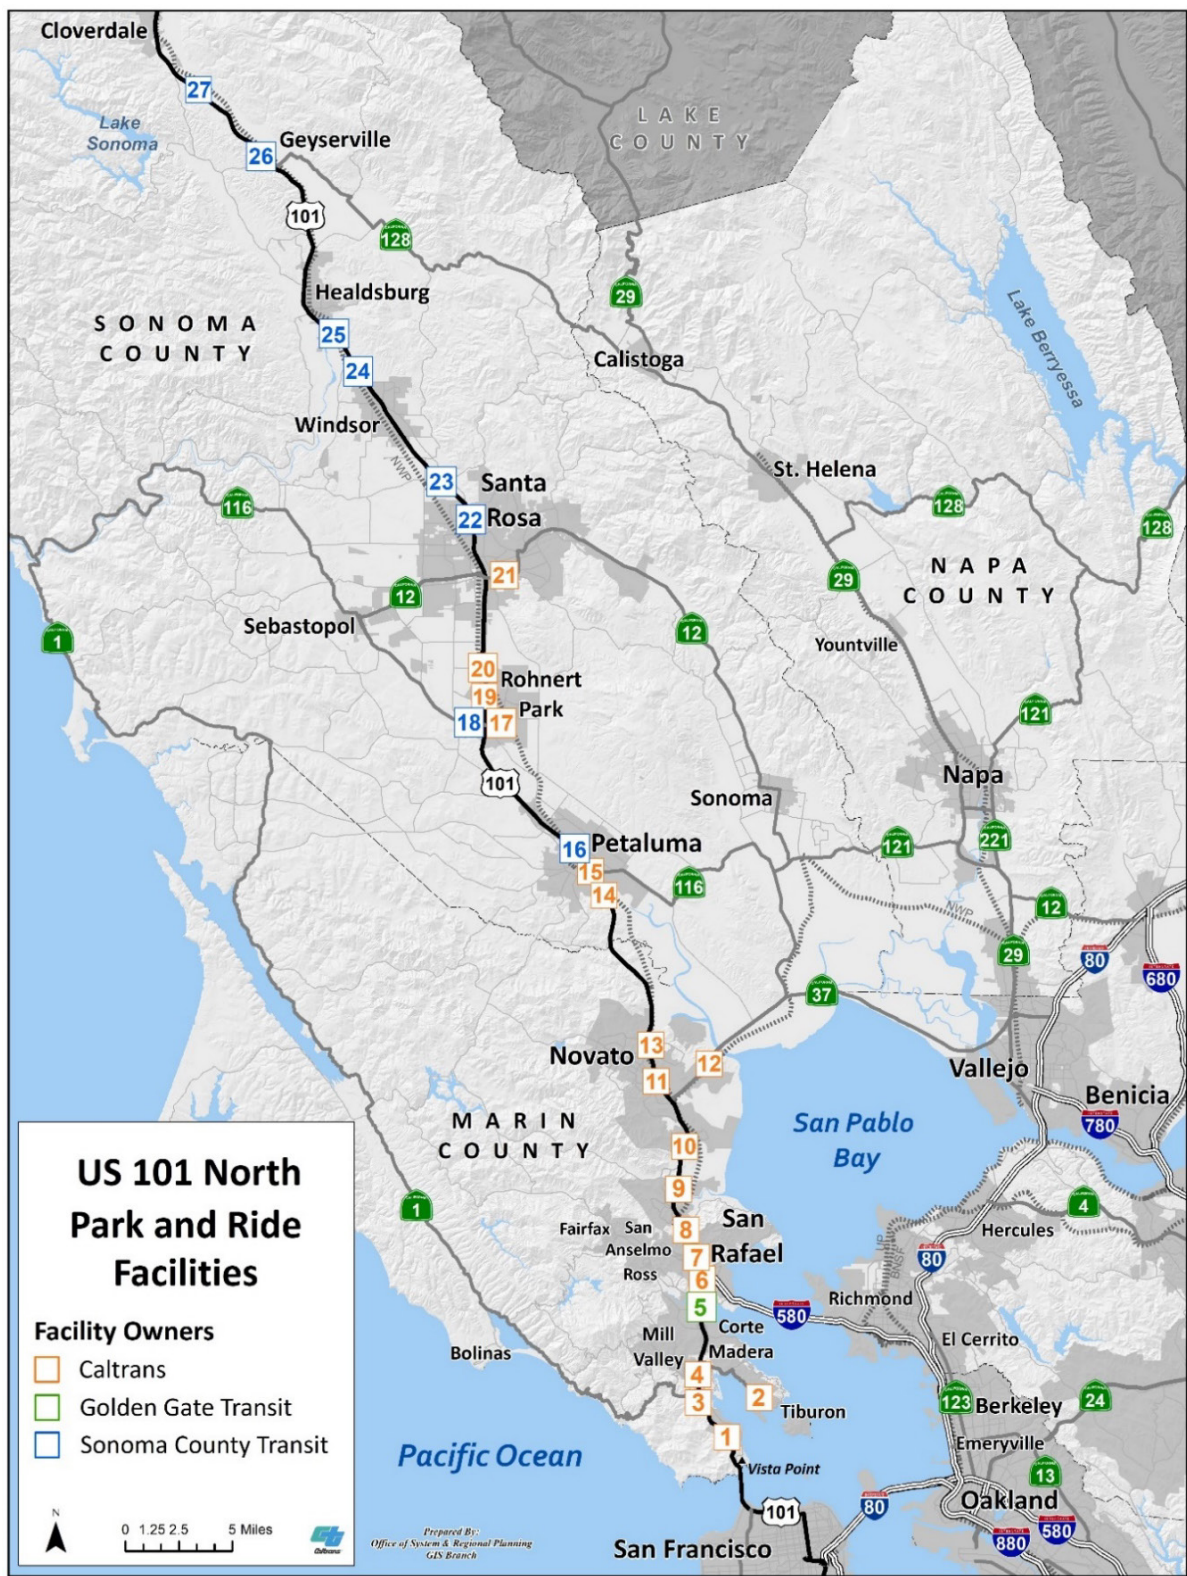 Cloverdale
27
Lake
Sonoma
26
Geyserville
101
128
LAKE
COUNTY
29
Healdsburg
SONOMA
COUNTY
25
24
Calistoga
Lake Berryessa
Windsor
NWP
23
Santa
Rosa
22
St. Helena
116
128
128
21
12
29
NAPA
COUNTY
Sebastopol
1
12
Yountville
20
Rohnert
Park
19
18
17
121
101
Napa
Sonoma
16
Petaluma
121
221
15
14
116
12
NWP
29
80
680
37
13
Novato
12
11
Vallejo
Benicia
780
MARIN
COUNTY
San Pablo
Bay
10
9
1
4
8
Fairfax
San
Anselmo
Ross
San
Rafael
Hercules
7
6
80
UP
BNSF
5
580
Richmond
Corte
Madera
Mill
Valley
El Cerrito
Bolinas
4
3
2
Tiburon
123
Berkeley
24
1
Emeryville
Pacific Ocean
Vista Point
13
101
80
Oakland
San Francisco
880
580
US 101 North
Park and Ride
Facilities
Facility Owners
Caltrans
Golden Gate Transit
Sonoma County Transit
N
0 1.25 2.5 5 Miles
Caltrans
Prepared By:
Office of System & Regional Planning
GIS Branch